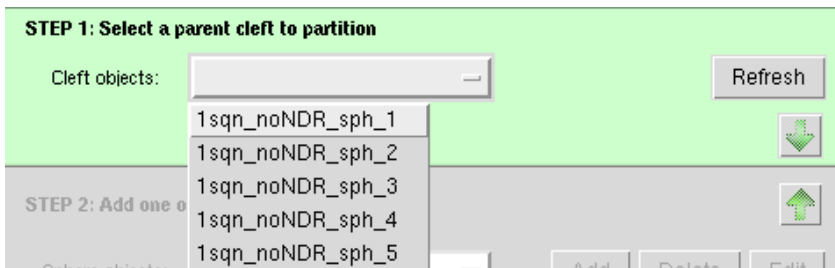 STEP 1: Select a parent cleft to partition
Cleft objects:
Refresh
1sqn_noNDR_sph_1
1sqn_noNDR_sph_2
1sqn_noNDR_sph_3
STEP 2: Add one o
1sqn_noNDR_sph_4
1sqn_noNDR_sph_5
Add Delete Edit